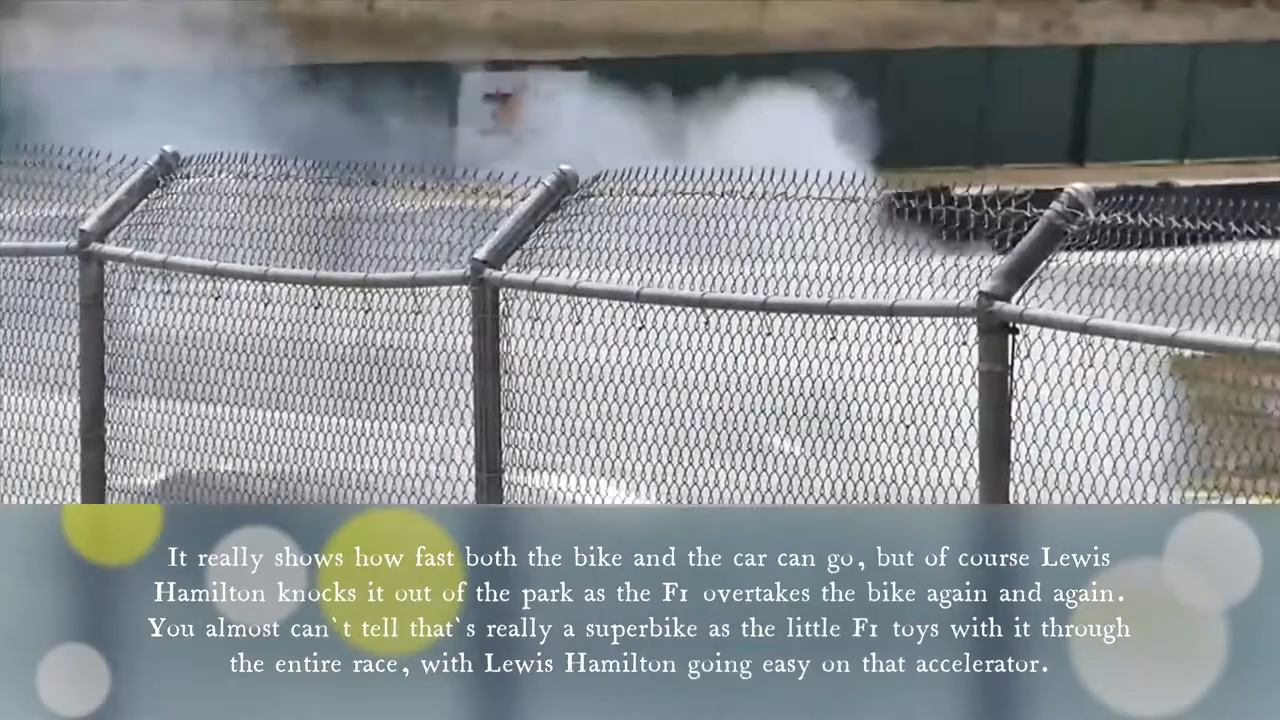 It really shows how fast both the bike and the car can go, but of course Lewis
Hamilton knocks it out of the park as the F1 overtakes the bike again and again.
You almost can`t tell that`s really a superbike as the little F1 toys with it through
the entire race, with Lewis Hamilton going easy on that accelerator.